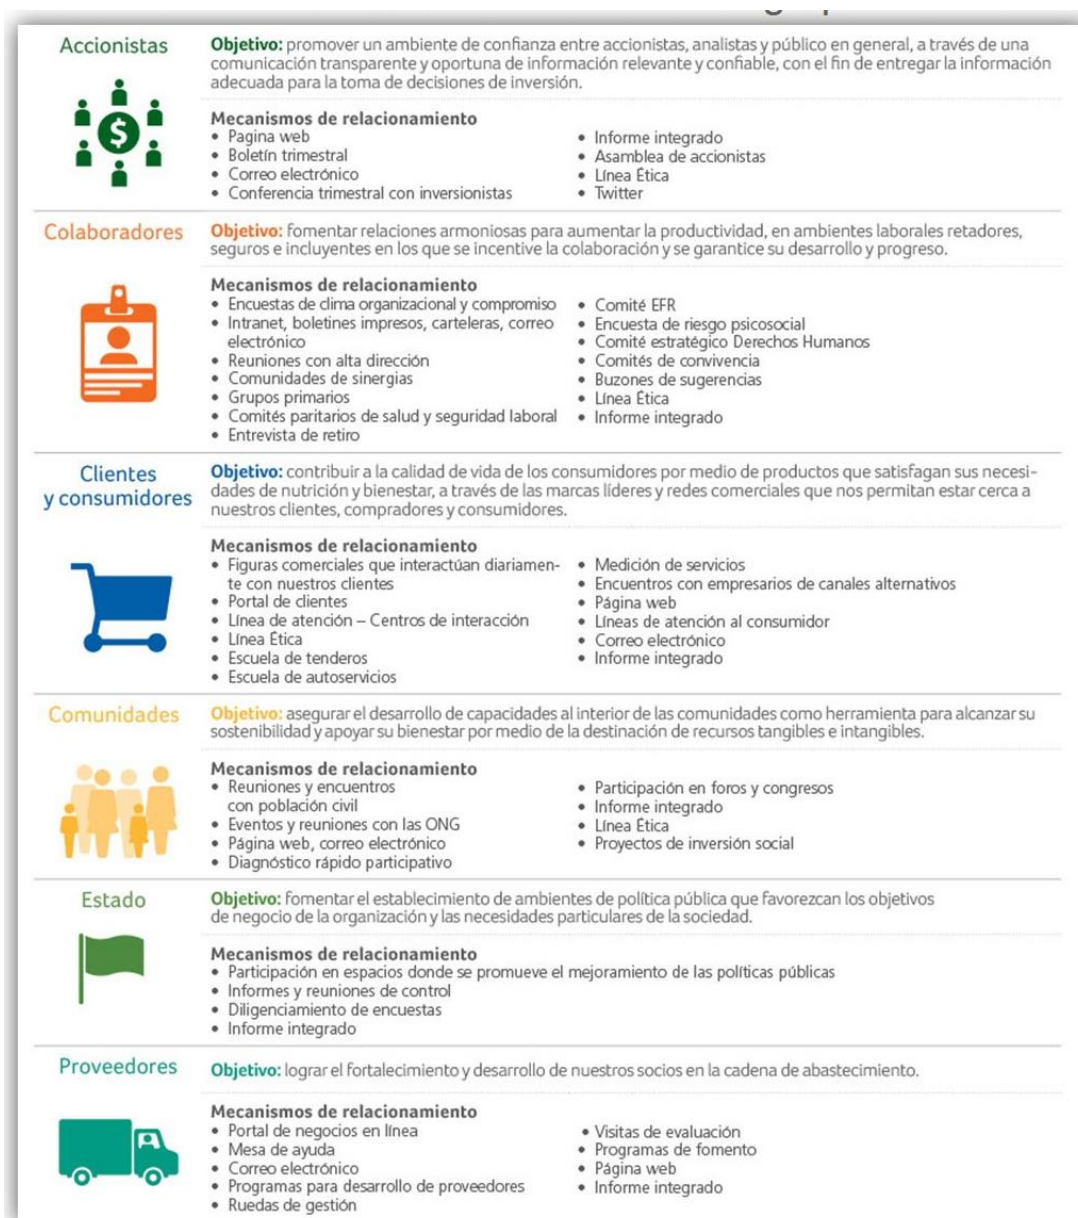 Accionistas
Objetivo: promover un ambiente de confianza entre accionistas, analistas y público en general, a través de una
comunicación transparente y oportuna de información relevante y confiable, con el fin de entregar la información
adecuada para la toma de decisiones de inversión.
Mecanismos de relacionamiento
• Pagina web
• Boletín trimestral
• Correo electrónico
• Conferencia trimestral con inversionistas
• Informe integrado
• Asamblea de accionistas
• Línea Ética
• Twitter
Colaboradores
Objetivo: fomentar relaciones armoniosas para aumentar la productividad, en ambientes laborales retadores,
seguros e incluyentes en los que se incentive la colaboración y se garantice su desarrollo y progreso.
Mecanismos de relacionamiento
• Encuestas de clima organizacional y compromiso
• Intranet, boletines impresos, carteleras, correo
electrónico
• Reuniones con alta dirección
• Comunidades de sinergias
• Grupos primarios
• Comités paritarios de salud y seguridad laboral
• Entrevista de retiro
• Comité EFR
• Encuesta de riesgo psicosocial
• Comité estratégico Derechos Humanos
• Comités de convivencia
• Buzones de sugerencias
• Línea Ética
• Informe integrado
Clientes
y consumidores
Objetivo: contribuir a la calidad de vida de los consumidores por medio de productos que satisfagan sus necesi-
dades de nutrición y bienestar, a través de las marcas líderes y redes comerciales que nos permitan estar cerca a
nuestros clientes, compradores y consumidores.
Mecanismos de relacionamiento
• Figuras comerciales que interactúan diariamen-
te con nuestros clientes
• Portal de clientes
• Línea de atención – Centros de interacción
• Línea Ética
• Escuela de tenderos
• Escuela de autoservicios
• Medición de servicios
• Encuentros con empresarios de canales alternativos
• Página web
• Líneas de atención al consumidor
• Correo electrónico
• Informe integrado
Comunidades
Objetivo: asegurar el desarrollo de capacidades al interior de las comunidades como herramienta para alcanzar su
sostenibilidad y apoyar su bienestar por medio de la destinación de recursos tangibles e intangibles.
Mecanismos de relacionamiento
• Reuniones y encuentros
con población civil
• Eventos y reuniones con las ONG
• Página web, correo electrónico
• Diagnóstico rápido participativo
• Participación en foros y congresos
• Informe integrado
• Línea Ética
• Proyectos de inversión social
Estado
Objetivo: fomentar el establecimiento de ambientes de política pública que favorezcan los objetivos
de negocio de la organización y las necesidades particulares de la sociedad.
Mecanismos de relacionamiento
• Participación en espacios donde se promueve el mejoramiento de las políticas públicas
• Informes y reuniones de control
• Diligenciamiento de encuestas
• Informe integrado
Proveedores
Objetivo: lograr el fortalecimiento y desarrollo de nuestros socios en la cadena de abastecimiento.
Mecanismos de relacionamiento
• Portal de negocios en línea
• Mesa de ayuda
• Correo electrónico
• Programas para desarrollo de proveedores
• Ruedas de gestión
• Visitas de evaluación
• Programas de fomento
• Página web
• Informe integrado